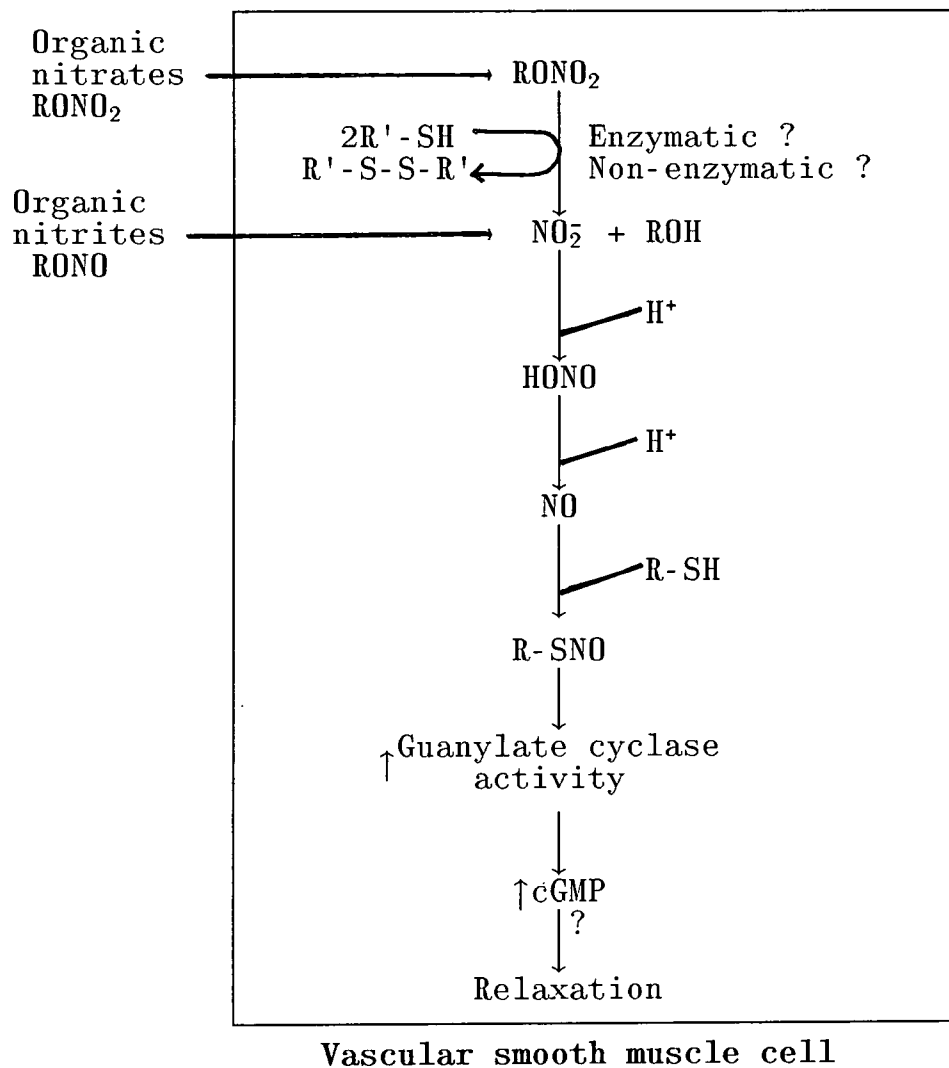 Organic
nitrates
RONO₂
RONO₂
2R'-SH
R'-S-S-R'
Enzymatic ?
Non-enzymatic ?
Organic
nitrites
RONO
NO₂⁻ + ROH
H⁺
HONO
H⁺
NO
R-SH
R-SNO
↑Guanylate cyclase
activity
↑cGMP
?
Relaxation
Vascular smooth muscle cell